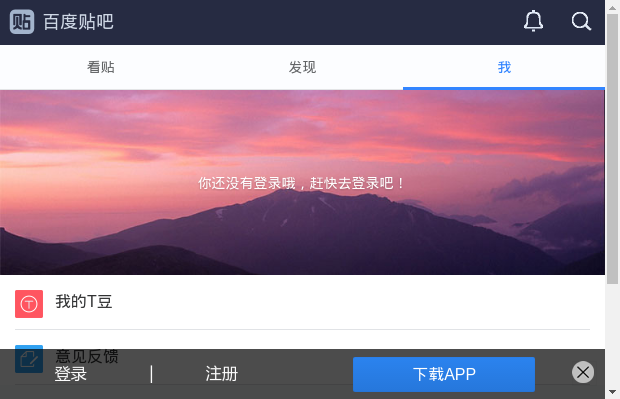 贴 百度贴吧
看贴 发现 我
你还没有登录哦，赶快去登录吧！
我的T豆
意见反馈
登录 | 注册 下载APP